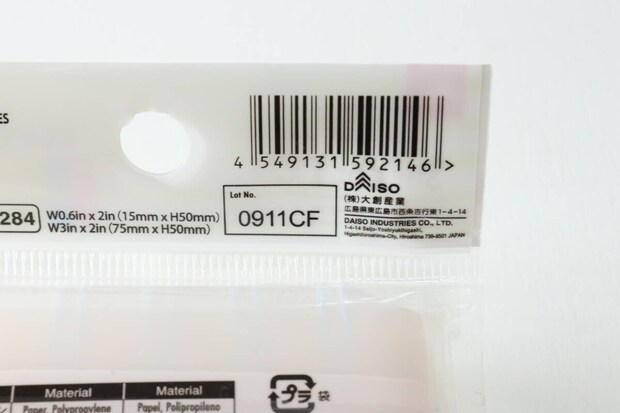 ES
4 549131 592146 >
DAISO
(株)大創産業
広島県東広島市西条吉行東1-4-14
DAISO INDUSTRIES CO., LTD.
1-4-14 Saijo-Yoshiyukihigashi,
Higashihiroshima-City, Hiroshima 739-8501 JAPAN
Lot No.
0911CF
284
W0.6in x 2in (15mm x H50mm)
W3in x 2in (75mm x H50mm)
プラ 袋
Material Material
Paper, Polypropylene Papel, Polipropileno